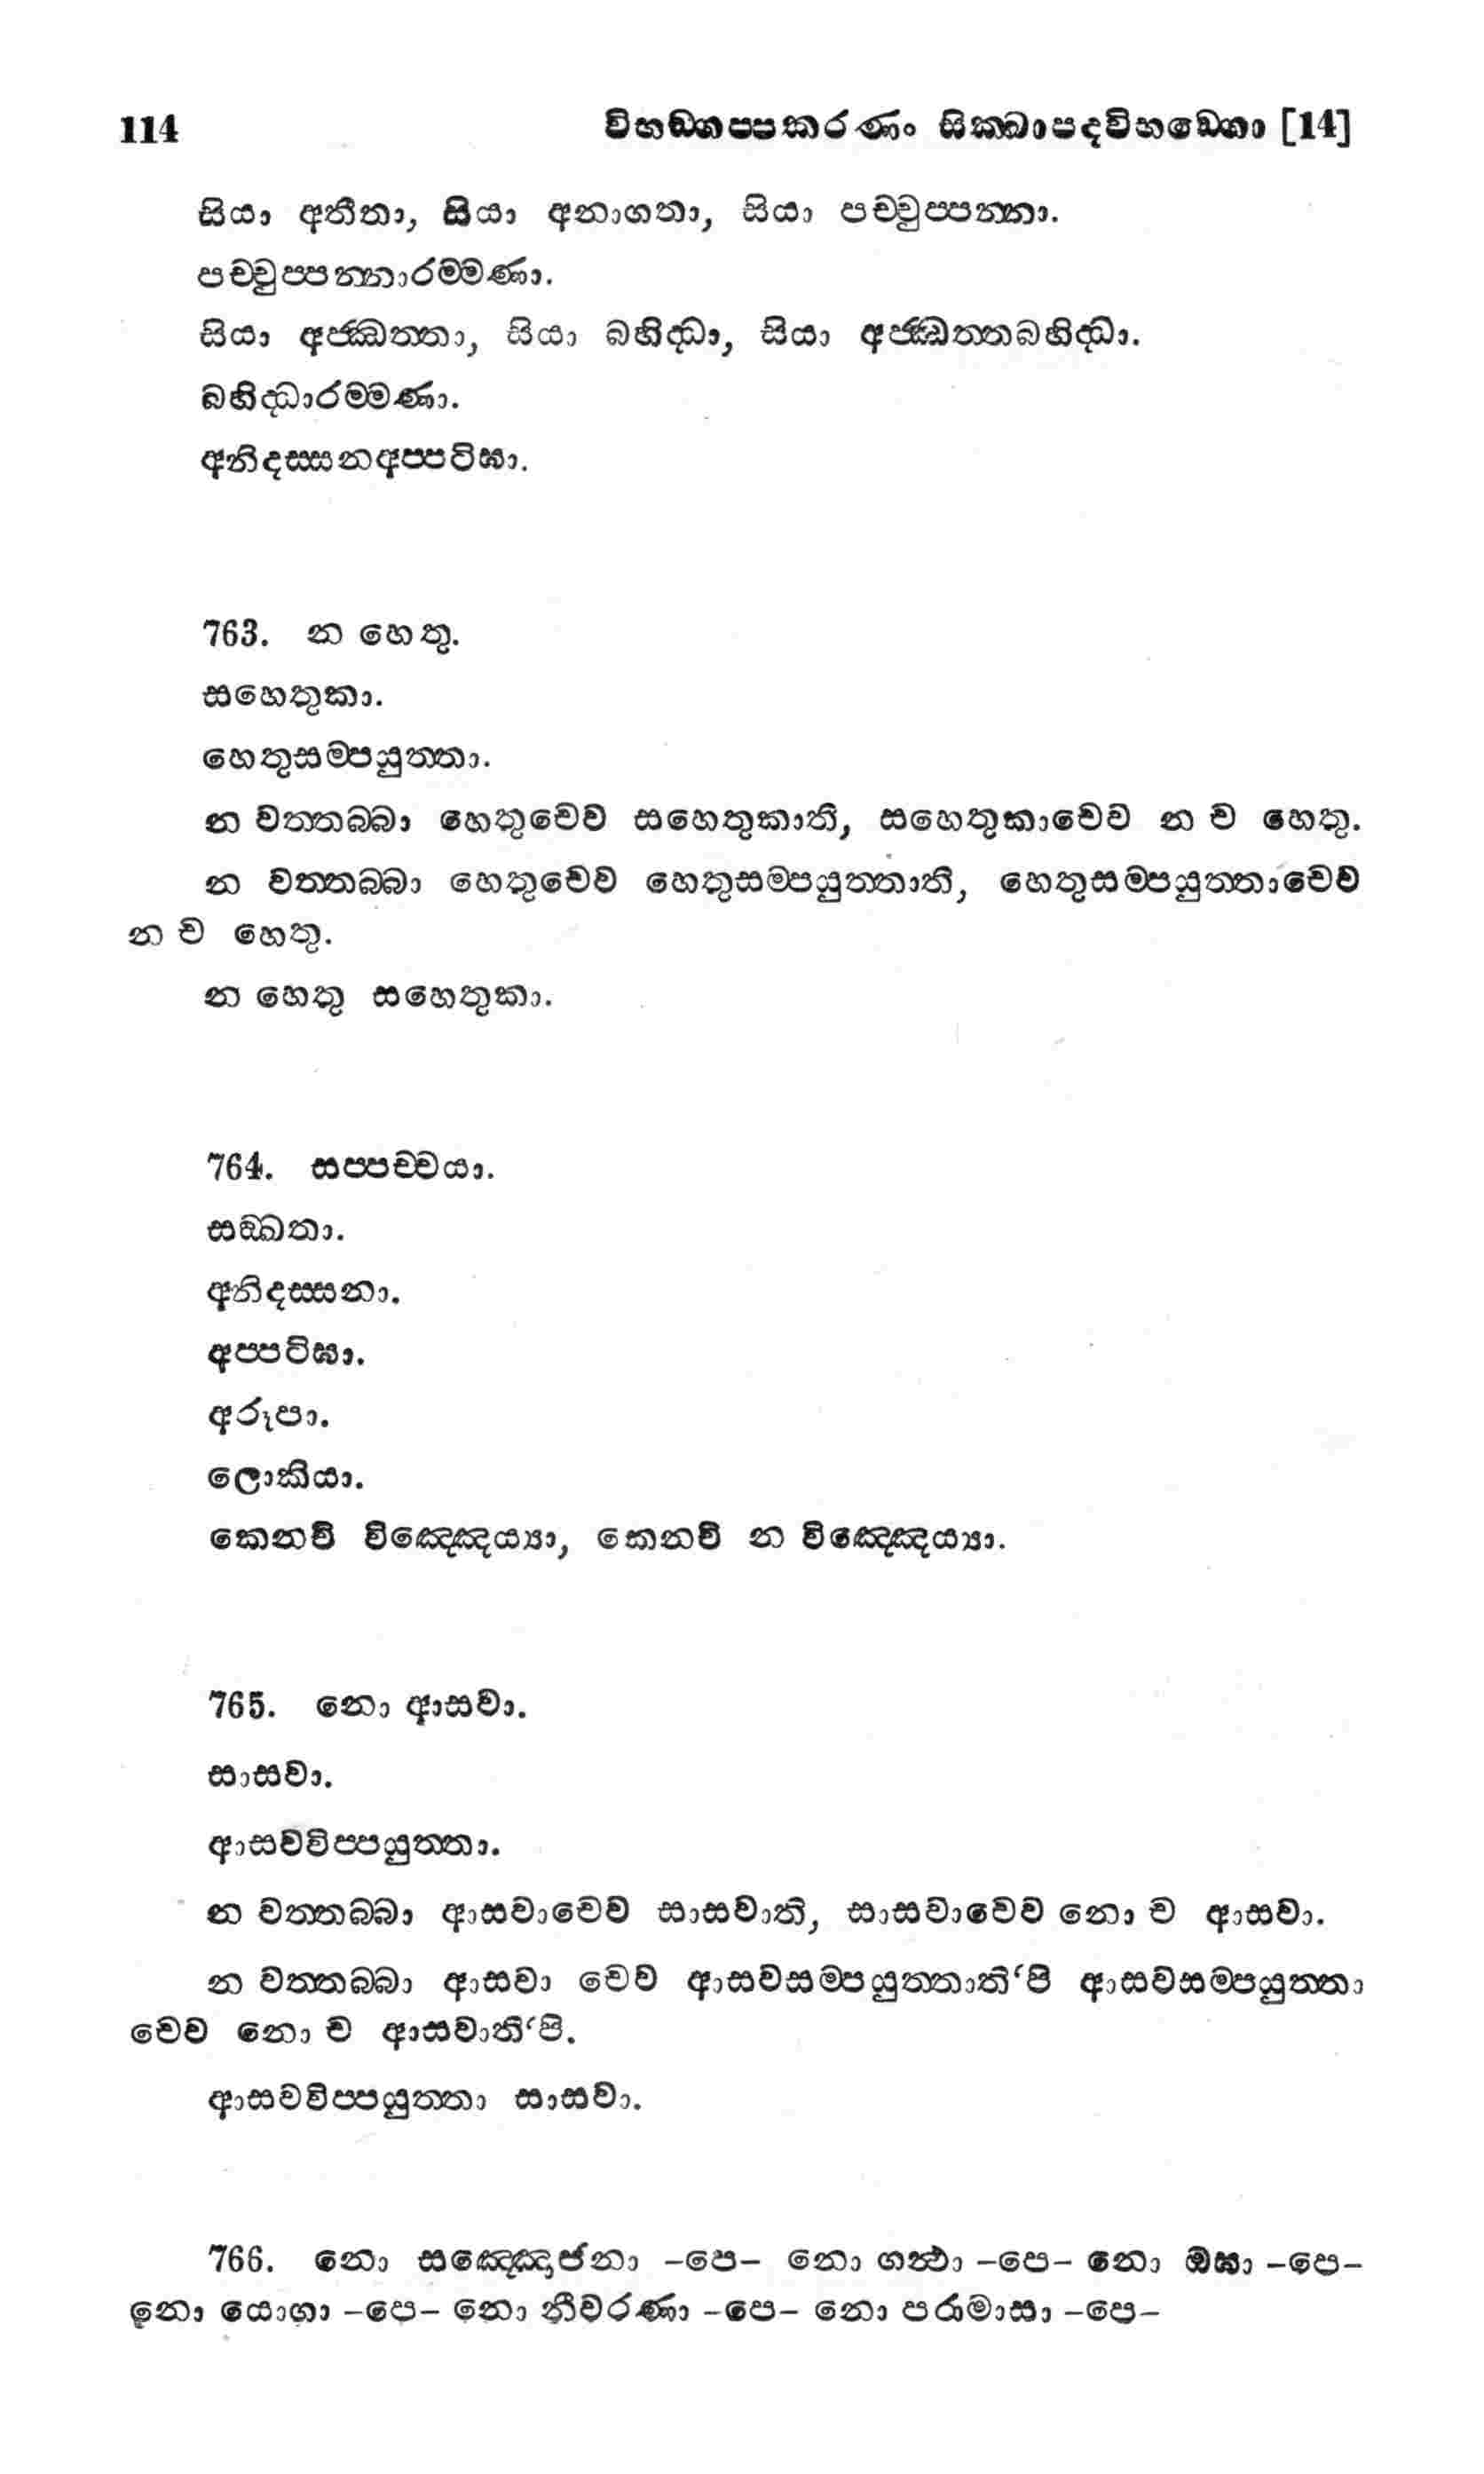 114 විභඞ්ගප්පකරණං සික්ඛාපදවිභඞ්ගො [14]
සියා අතීතා, සියා අනාගතා, සියා පච්චුප්පන්නා.
පච්චුප්පන්නාරම්මණා.
සියා අජ්ඣත්තා, සියා බහිද්ධා, සියා අජ්ඣත්තබහිද්ධා.
බහිද්ධාරම්මණා.
අනිදස්සනඅප්පටිඝා.
763. න හෙතු.
සහෙතුකා.
හෙතුසම්පයුත්තා.
න වත්තබ්බා හෙතුචෙව සහෙතුකාති, සහෙතුකාචෙව න ච හෙතු.
න වත්තබ්බා හෙතුචෙව හෙතුසම්පයුත්තාති, හෙතුසම්පයුත්තාචෙව
න ච හෙතු.
න හෙතු සහෙතුකා.
764. සප්පච්චයා.
සඞ්ඛතා.
අනිදස්සනා.
අප්පටිඝා.
අරූපා.
ලොකියා.
කෙනචි විඤ්ඤෙය්‍යා, කෙනචි න විඤ්ඤෙය්‍යා.
765. නො ආසවා.
සාසවා.
ආසවවිප්පයුත්තා.
න වත්තබ්බා ආසවාචෙව සාසවාති, සාසවාචෙව නො ච ආසවා.
න වත්තබ්බා ආසවා චෙව ආසවසම්පයුත්තාති‘පි ආසවසම්පයුත්තා
චෙව නො ච ආසවාති‘පි.
ආසවවිප්පයුත්තා සාසවා.
766. නො සඤ්ඤොජනා –පෙ– නො ගන්ථා –පෙ– නො ඔඝා –පෙ–
නො යොගා –පෙ– නො නීවරණා –පෙ– නො පරාමාසා –පෙ–